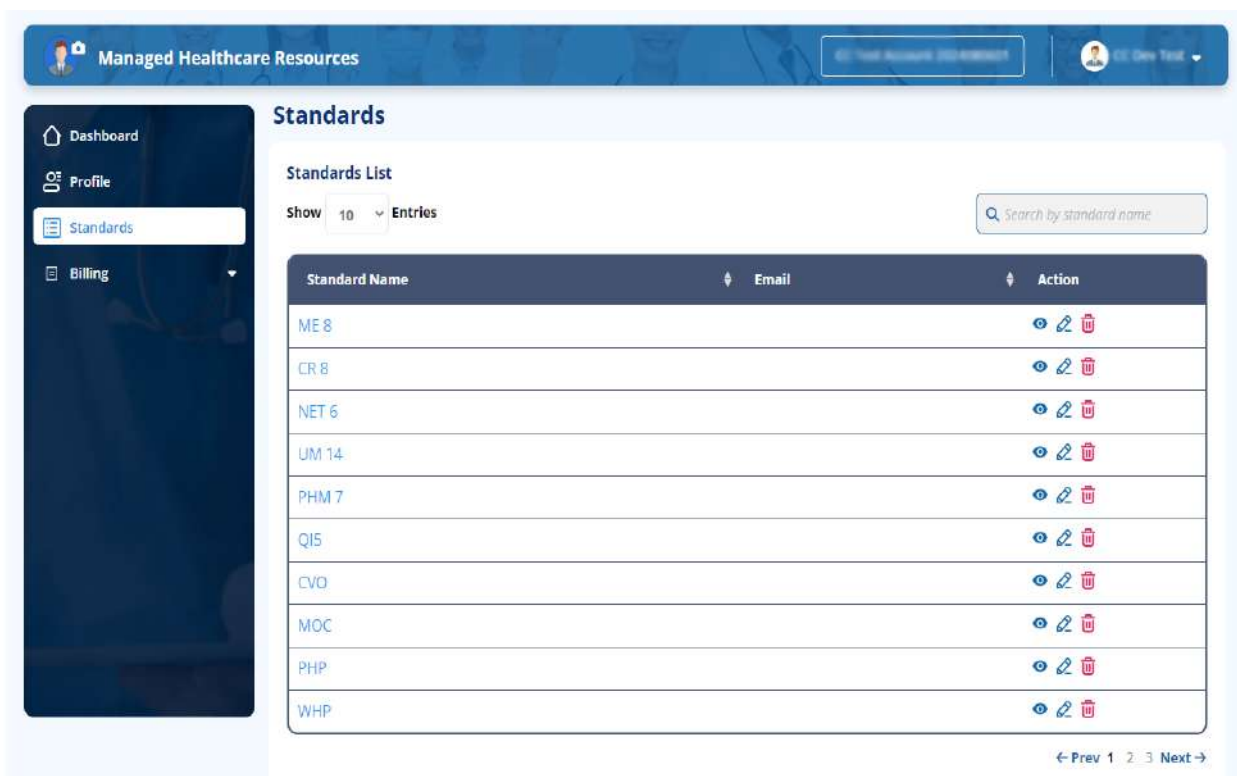 Managed Healthcare Resources
Dashboard
Profile
Standards
Billing
Standards
Standards List
Show 10 Entries
Search by standard name
Standard Name Email Action
ME 8
CR 8
NET 6
UM 14
PHM 7
QI5
CVO
MOC
PHP
WHP
← Prev 1 2 3 Next →